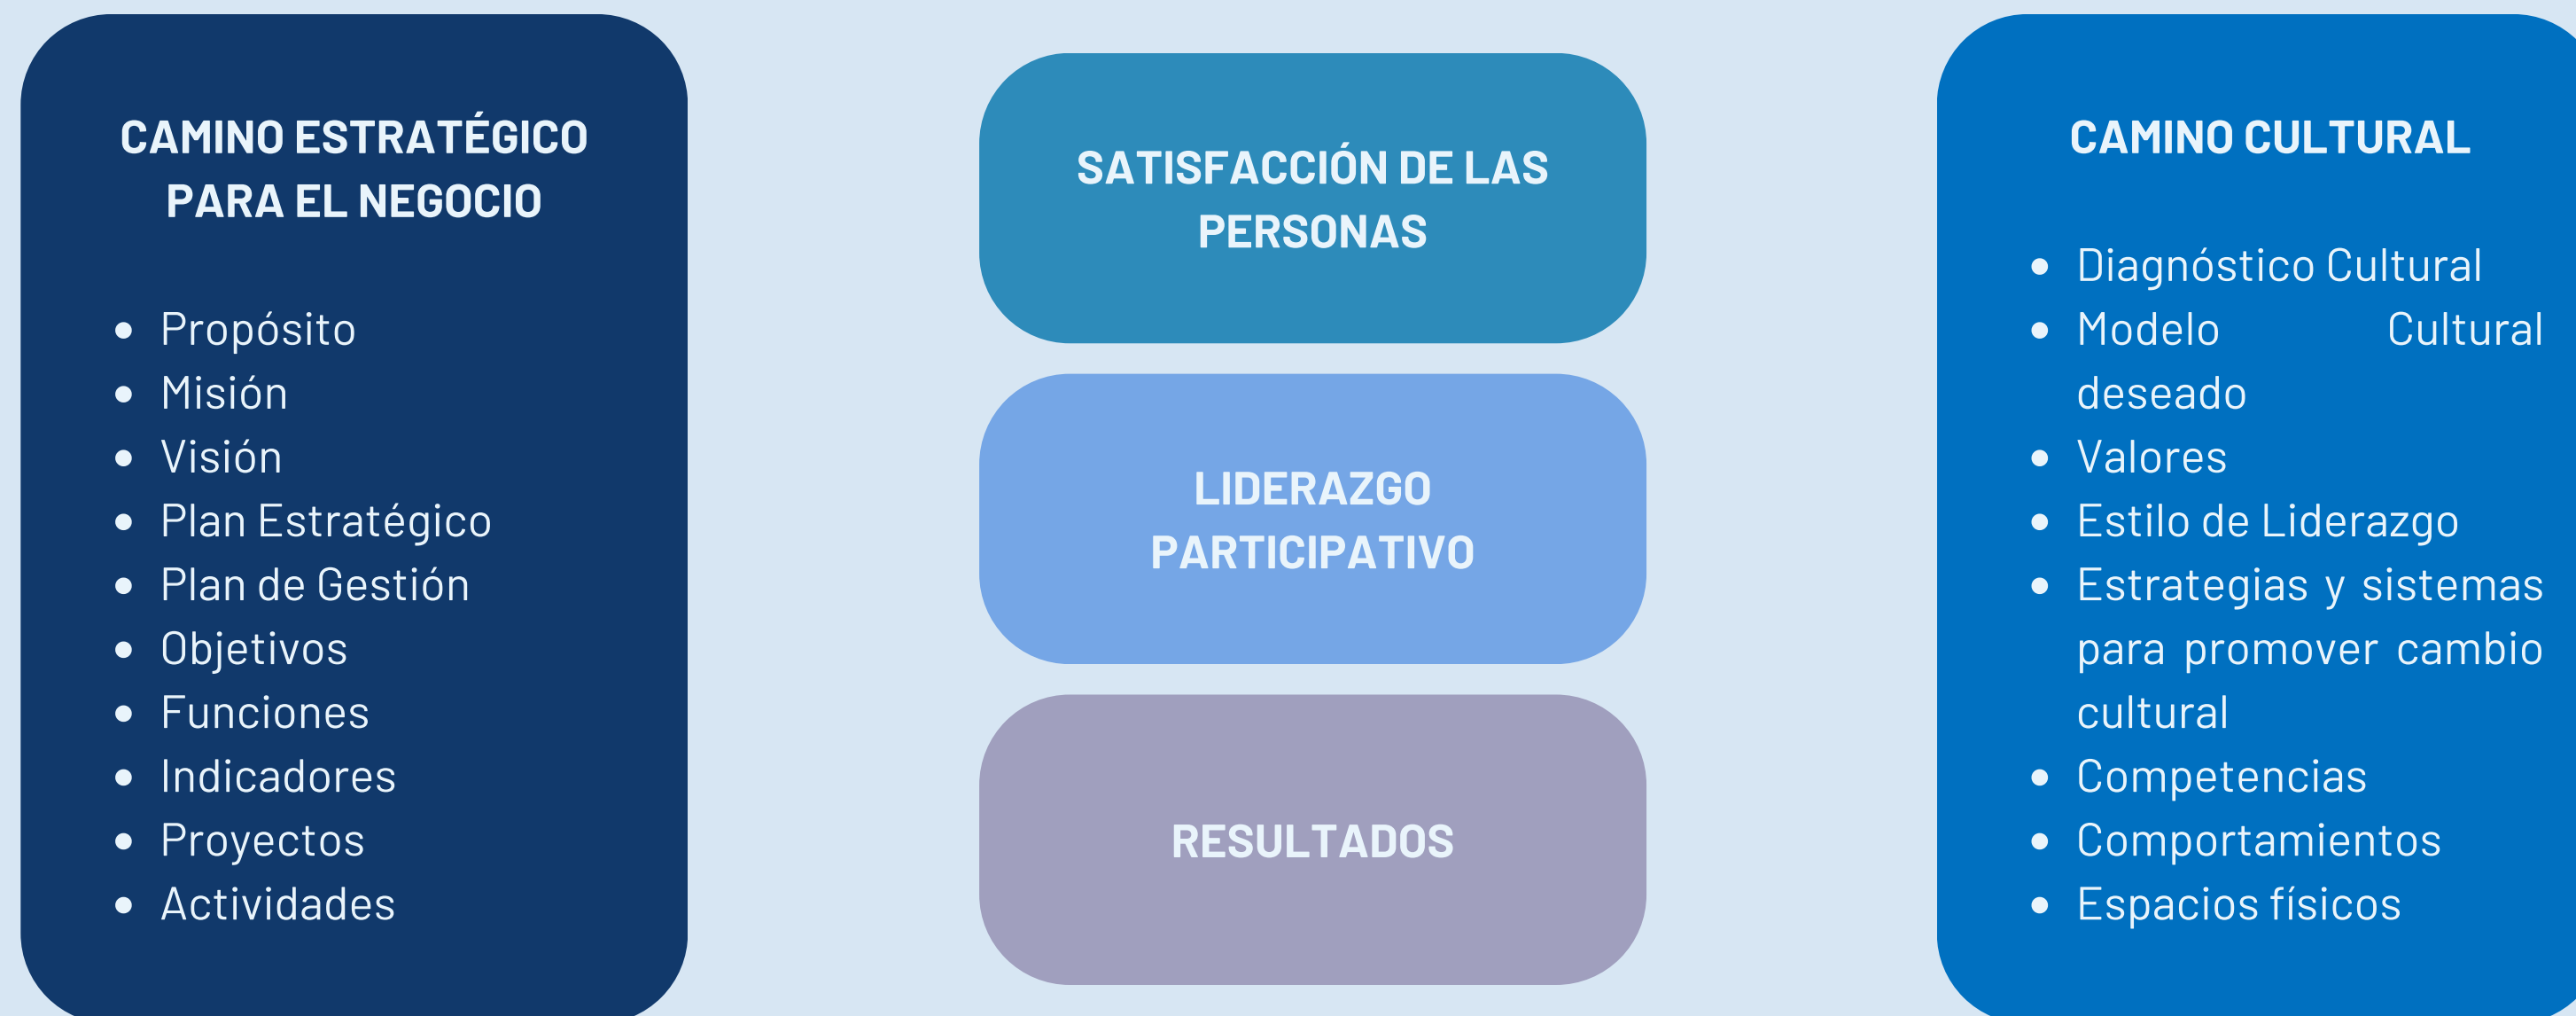 CAMINO ESTRATÉGICO
PARA EL NEGOCIO
• Propósito
• Misión
• Visión
• Plan Estratégico
• Plan de Gestión
• Objetivos
• Funciones
• Indicadores
• Proyectos
• Actividades
SATISFACCIÓN DE LAS
PERSONAS
LIDERAZGO
PARTICIPATIVO
RESULTADOS
CAMINO CULTURAL
• Diagnóstico Cultural
• Modelo Cultural
deseado
• Valores
• Estilo de Liderazgo
• Estrategias y sistemas
para promover cambio
cultural
• Competencias
• Comportamientos
• Espacios físicos